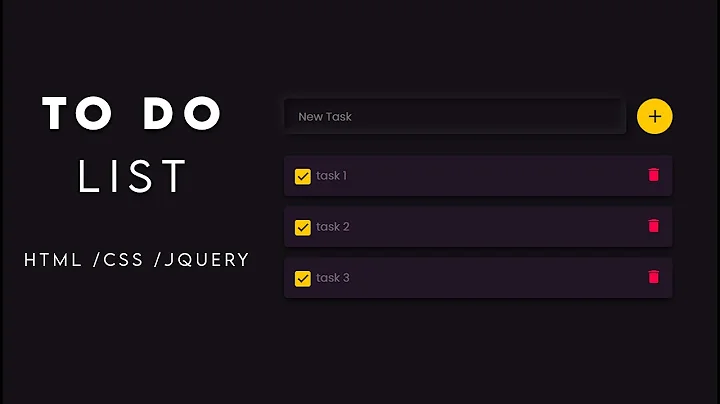 TO DO
LIST
HTML /CSS /JQUERY
New Task
+
task 1
task 2
task 3